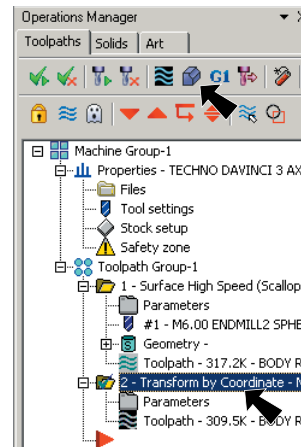 Operations Manager
Toolpaths Solids Art
G1
Machine Group-1
Properties - TECHNO DAVINCI 3 AX
Files
Tool settings
Stock setup
Safety zone
Toolpath Group-1
1 - Surface High Speed (Scallop
Parameters
#1 - M6.00 ENDMILL2 SPHE
Geometry -
Toolpath - 317.2K - BODY R
2 - Transform by Coordinate - M
Parameters
Toolpath - 309.5K - BODY R